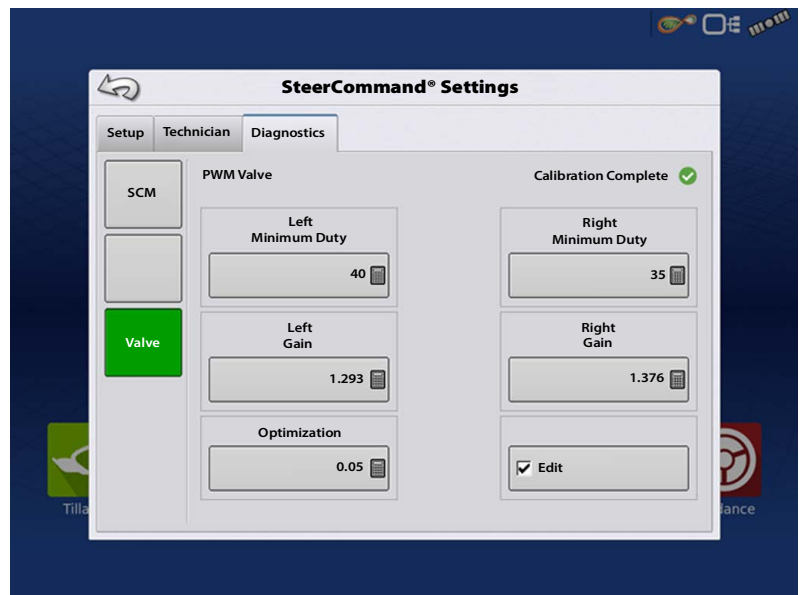 SteerCommand® Settings
Setup
Technician
Diagnostics
SCM
Valve
PWM Valve
Calibration Complete
Left
Minimum Duty
40
Right
Minimum Duty
35
Left
Gain
1.293
Right
Gain
1.376
Optimization
0.05
Edit
Tilla
dance